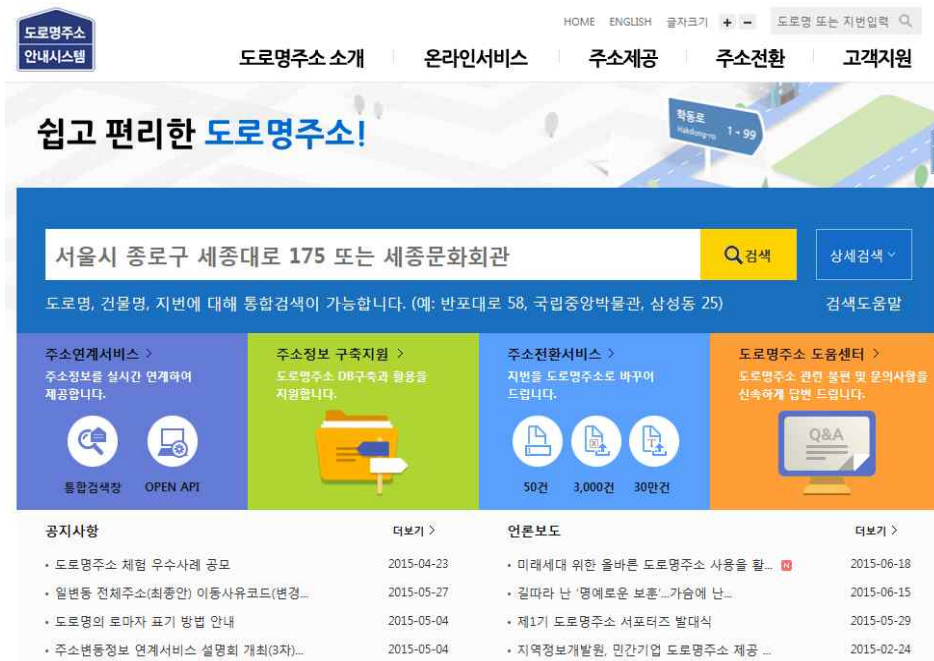 도로명주소
안내시스템
HOME ENGLISH 글자크기 + - 도로명 또는 지번입력
도로명주소 소개 온라인서비스 주소제공 주소전환 고객지원
쉽고 편리한 도로명주소!
학동로
Hakdong-ro 1→99
서울시 종로구 세종대로 175 또는 세종문화회관 검색 상세검색
도로명, 건물명, 지번에 대해 통합검색이 가능합니다. (예: 반포대로 58, 국립중앙박물관, 삼성동 25) 검색도움말
주소연계서비스 >
주소정보를 실시간 연계하여
제공합니다.
통합검색창 OPEN API
주소정보 구축지원 >
도로명주소 DB구축과 활용을
지원합니다.
주소전환서비스 >
지번을 도로명주소로 바꾸어
드립니다.
50건 3,000건 30만건
도로명주소 도움센터 >
도로명주소 관련 불편 및 문의사항을
신속하게 답변 드립니다.
Q&A
공지사항 더보기 >
• 도로명주소 체험 우수사례 공모 2015-04-23
• 일변동 전체주소(최종안) 이동사유코드(변경... 2015-05-27
• 도로명의 로마자 표기 방법 안내 2015-05-04
• 주소변동정보 연계서비스 설명회 개최(3차)... 2015-05-04
언론보도 더보기 >
• 미래세대 위한 올바른 도로명주소 사용을 활... N 2015-06-18
• 길따라 난 '명예로운 보훈'...가슴에 난... 2015-06-15
• 제1기 도로명주소 서포터즈 발대식 2015-05-29
• 지역정보개발원, 민간기업 도로명주소 제공 ... 2015-02-24